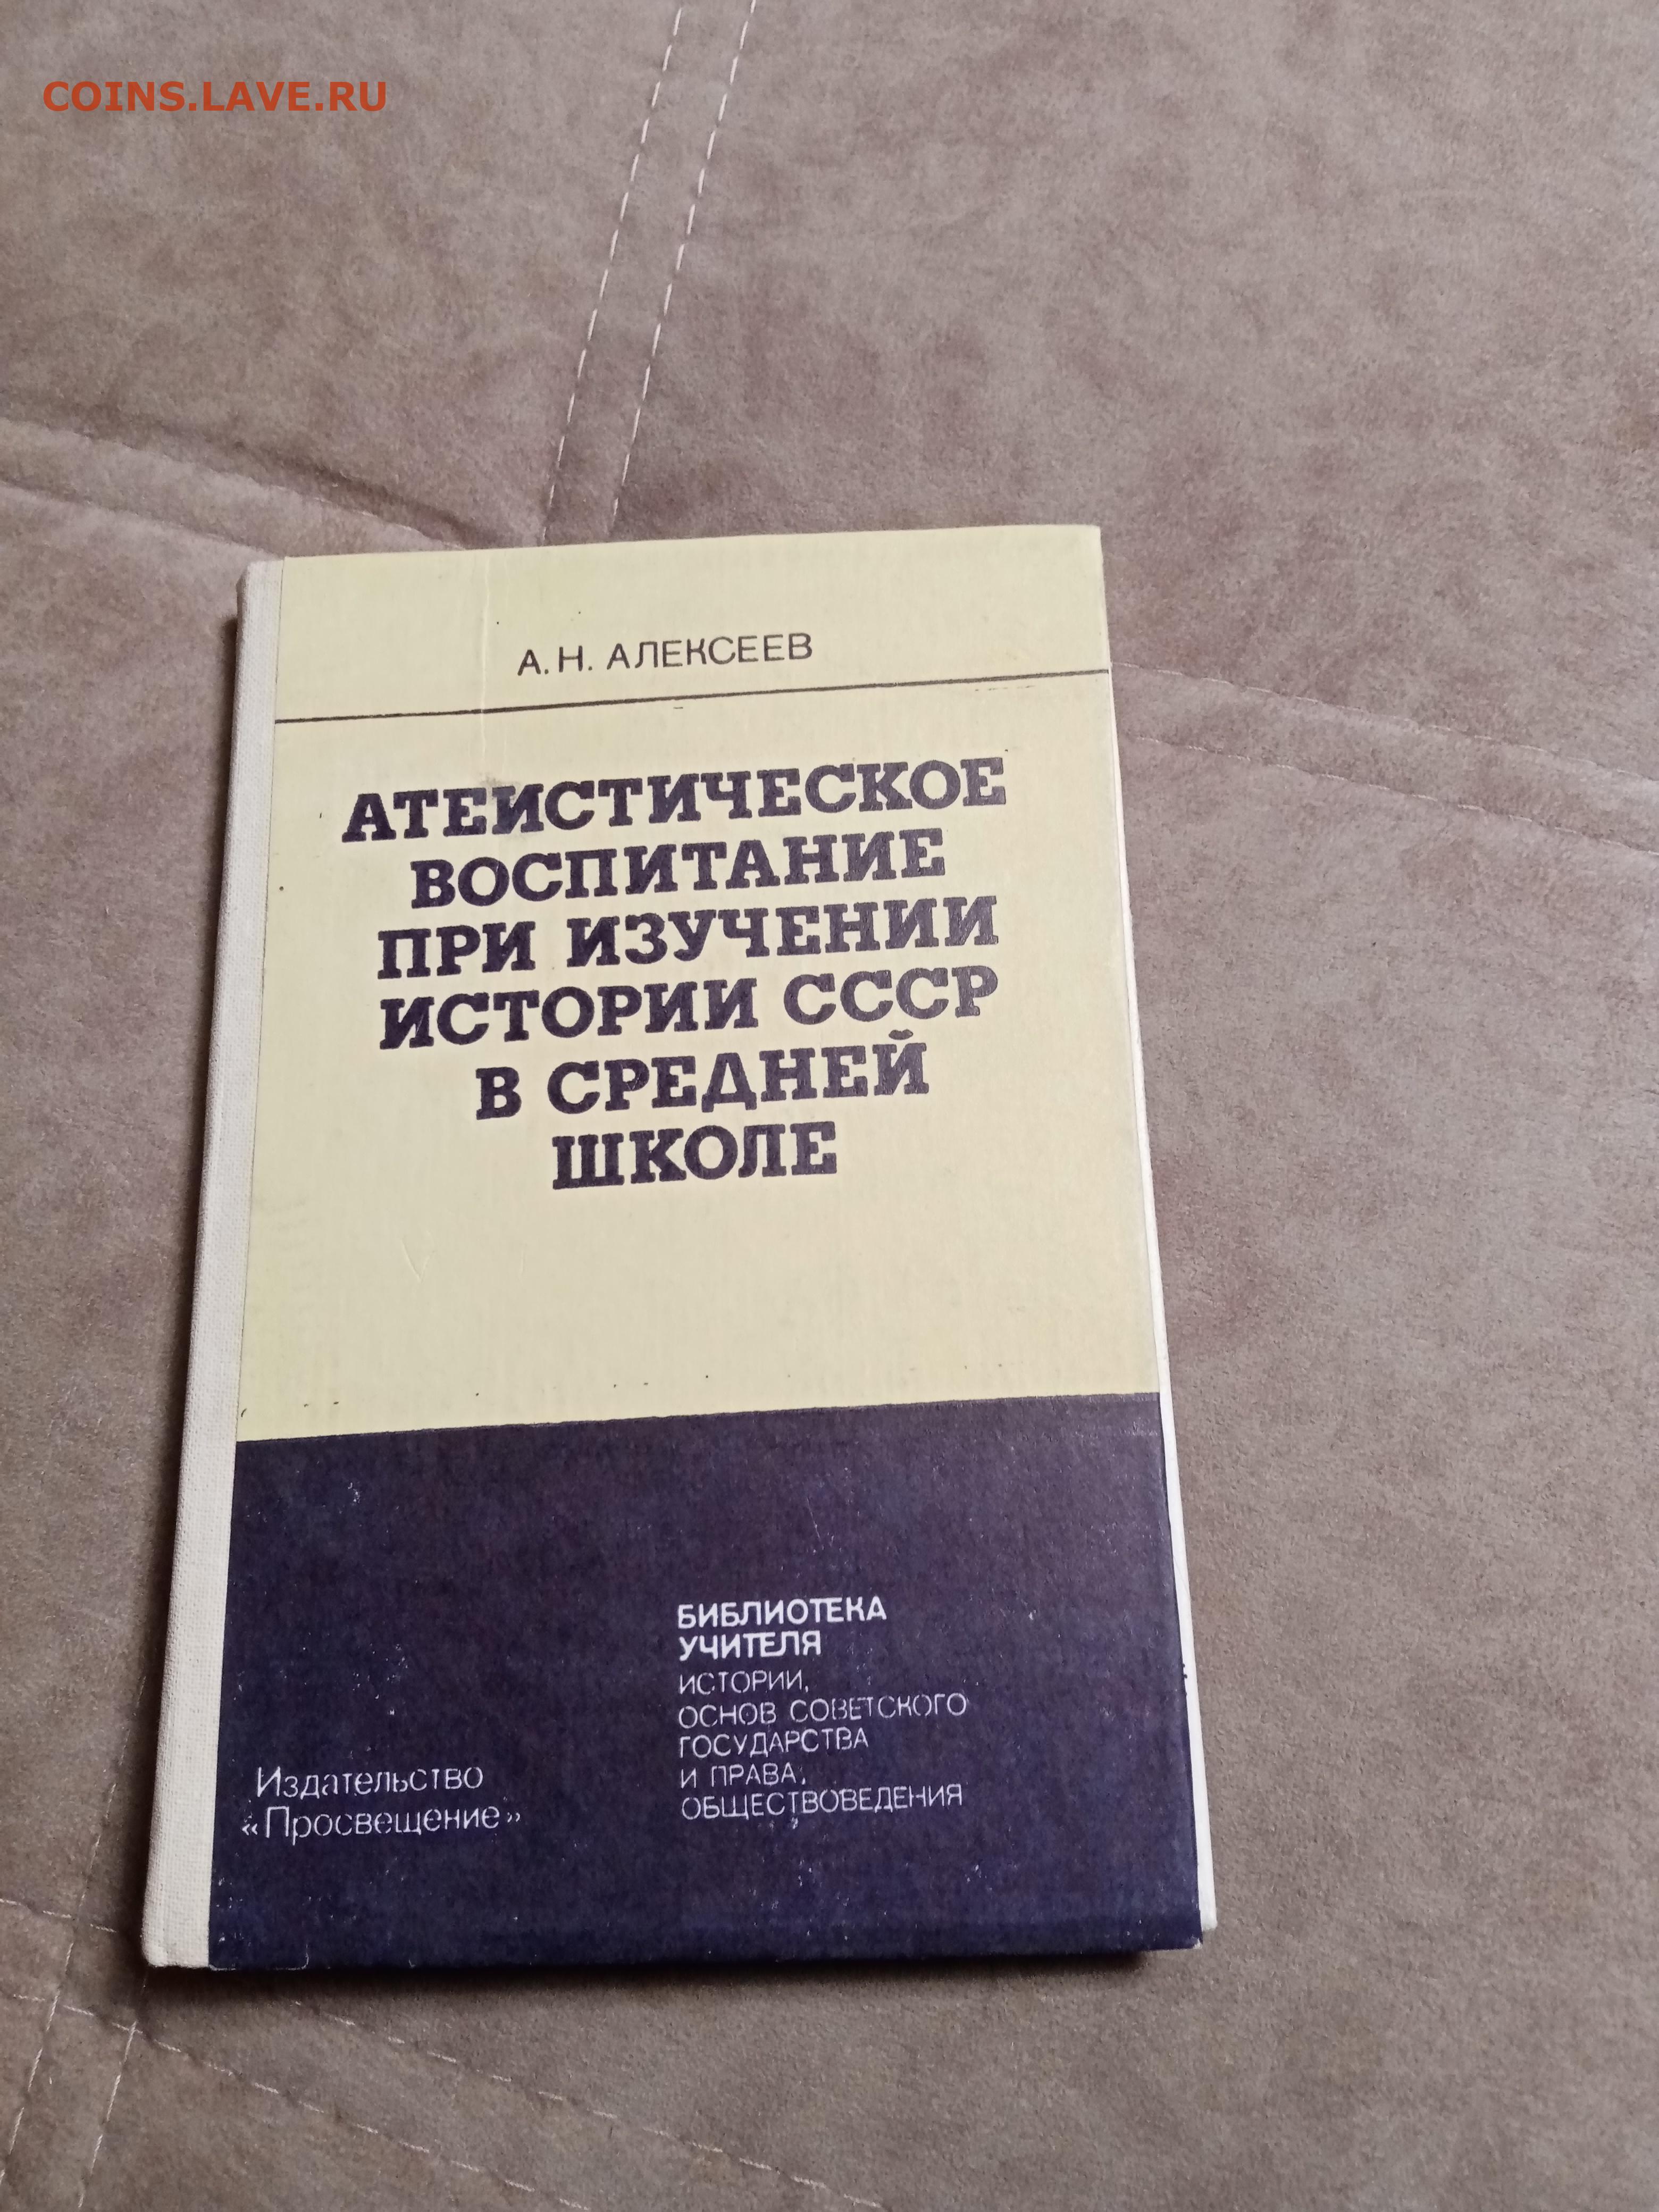 COINS.LAVE.RU
А. Н. АЛЕКСЕЕВ
АТЕИСТИЧЕСКОЕ
ВОСПИТАНИЕ
ПРИ ИЗУЧЕНИИ
ИСТОРИИ СССР
В СРЕДНЕЙ
ШКОЛЕ
БИБЛИОТЕКА
УЧИТЕЛЯ
ИСТОРИИ,
ОСНОВ СОВЕТСКОГО
ГОСУДАРСТВА
И ПРАВА,
ОБЩЕСТВОВЕДЕНИЯ
Издательство
«Просвещение»